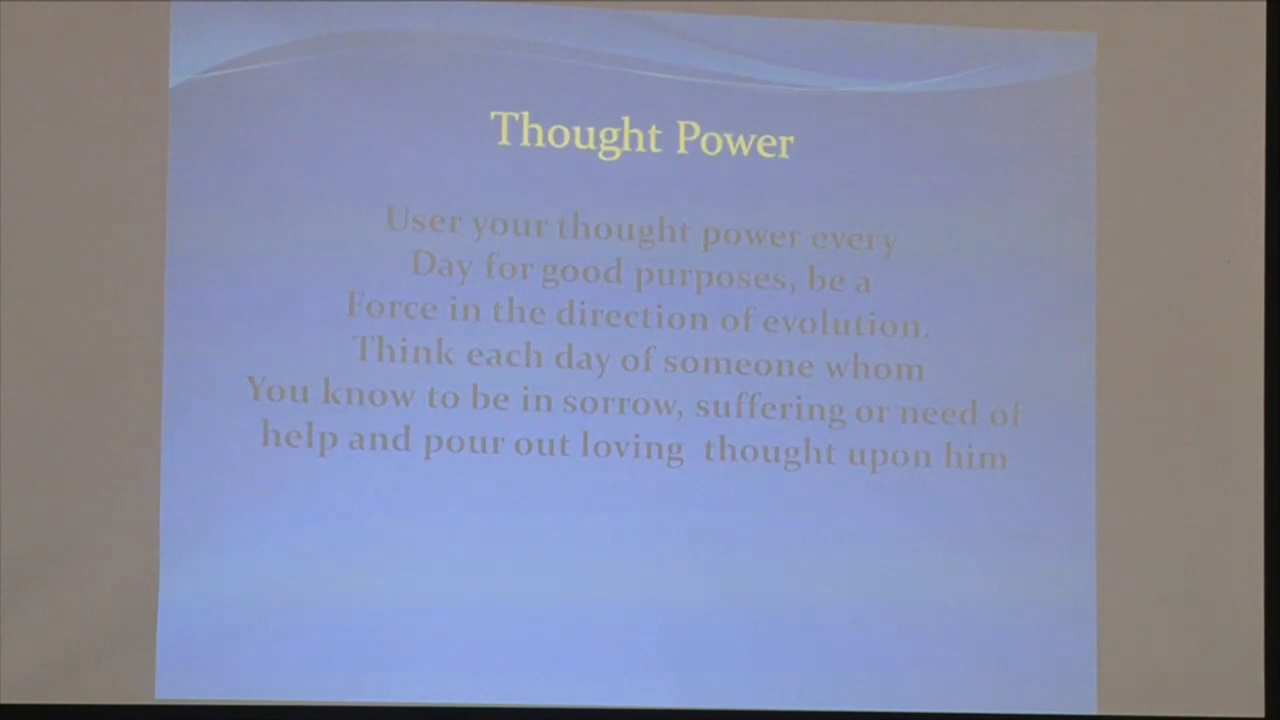 Thought Power
User your thought power every
Day for good purposes, be a
Force in the direction of evolution.
Think each day of someone whom
You know to be in sorrow, suffering or need of
help and pour out loving thought upon him